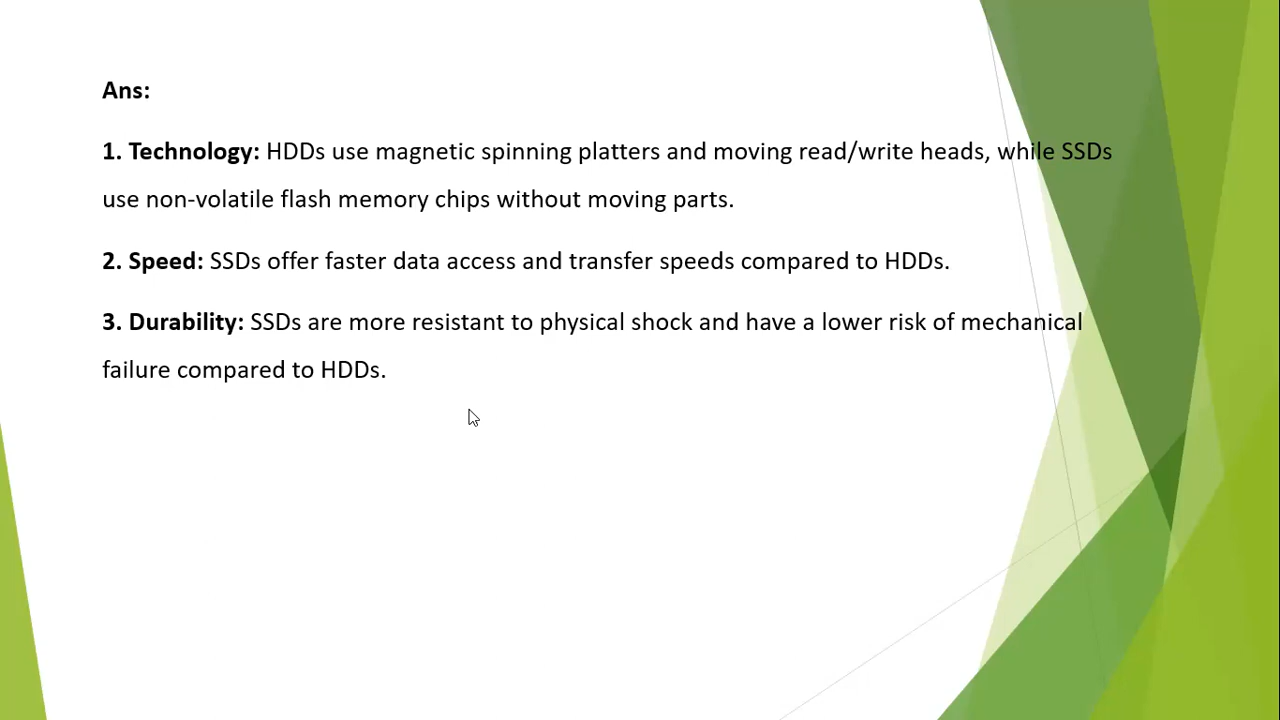 Ans:
1. Technology: HDDs use magnetic spinning platters and moving read/write heads, while SSDs
use non-volatile flash memory chips without moving parts.
2. Speed: SSDs offer faster data access and transfer speeds compared to HDDs.
3. Durability: SSDs are more resistant to physical shock and have a lower risk of mechanical
failure compared to HDDs.